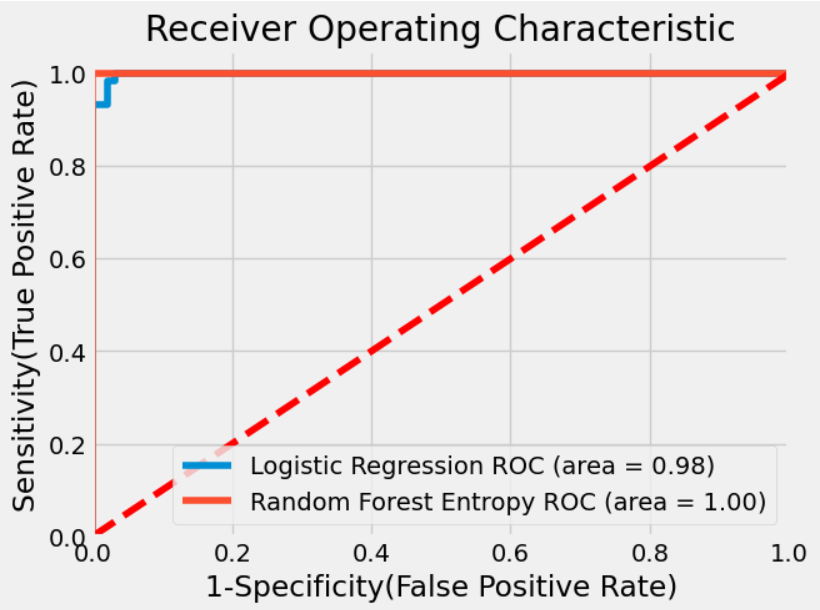 Receiver Operating Characteristic
Sensitivity(True Positive Rate)
1.0
0.8
0.6
0.4
0.2
0.0
Logistic Regression ROC (area = 0.98)
Random Forest Entropy ROC (area = 1.00)
0.0 0.2 0.4 0.6 0.8 1.0
1-Specificity(False Positive Rate)